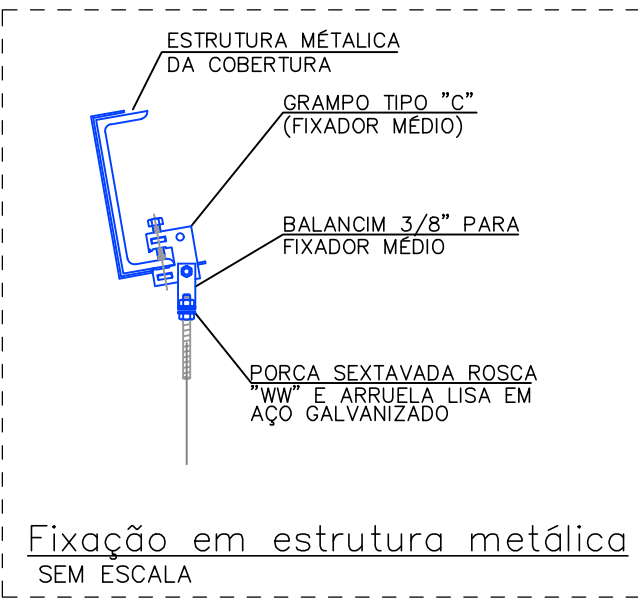 ESTRUTURA MÉTALICA
DA COBERTURA
GRAMPO TIPO "C"
(FIXADOR MÉDIO)
BALANCIM 3/8" PARA
FIXADOR MÉDIO
PORCA SEXTAVADA ROSCA
"WW" E ARRUELA LISA EM
AÇO GALVANIZADO
Fixação em estrutura metálica
SEM ESCALA